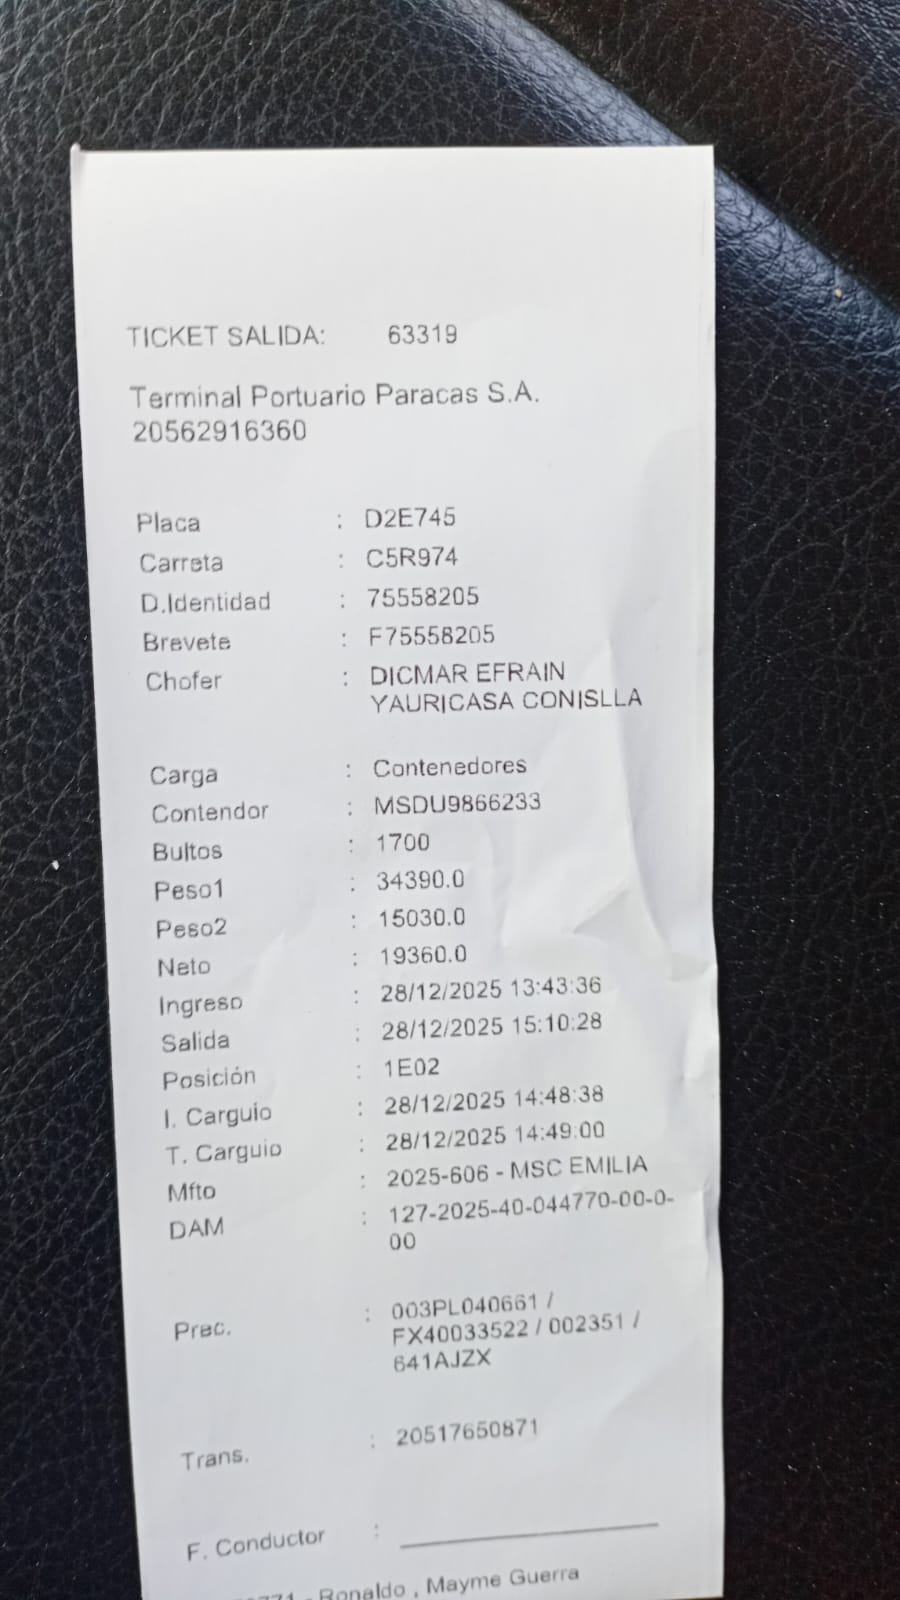 TICKET SALIDA: 63319
Terminal Portuario Paracas S.A.
20562916360
Placa : D2E745
Carreta : C5R974
D.Identidad : 75558205
Brevete : F75558205
Chofer : DICMAR EFRAIN
YAURICASA CONISLLA
Carga : Contenedores
Contendor : MSDU9866233
Bultos : 1700
Peso1 : 34390.0
Peso2 : 15030.0
Neto : 19360.0
Ingreso : 28/12/2025 13:43:36
Salida : 28/12/2025 15:10:28
Posición : 1E02
I. Carguio : 28/12/2025 14:48:38
T. Carguio : 28/12/2025 14:49:00
Mfto : 2025-606 - MSC EMILIA
DAM : 127-2025-40-044770-00-0-
00
Prec. : 003PL040661 /
FX40033522 / 002351 /
641AJZX
Trans. : 20517650871
F. Conductor :
- Ronaldo , Mayme Guerra